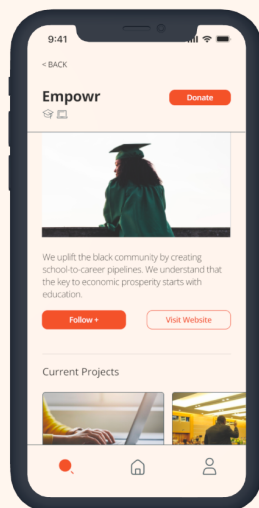 9:41
< BACK
Empowr
Donate
We uplift the black community by creating
school-to-career pipelines. We understand that
the key to economic prosperity starts with
education.
Follow +
Visit Website
Current Projects